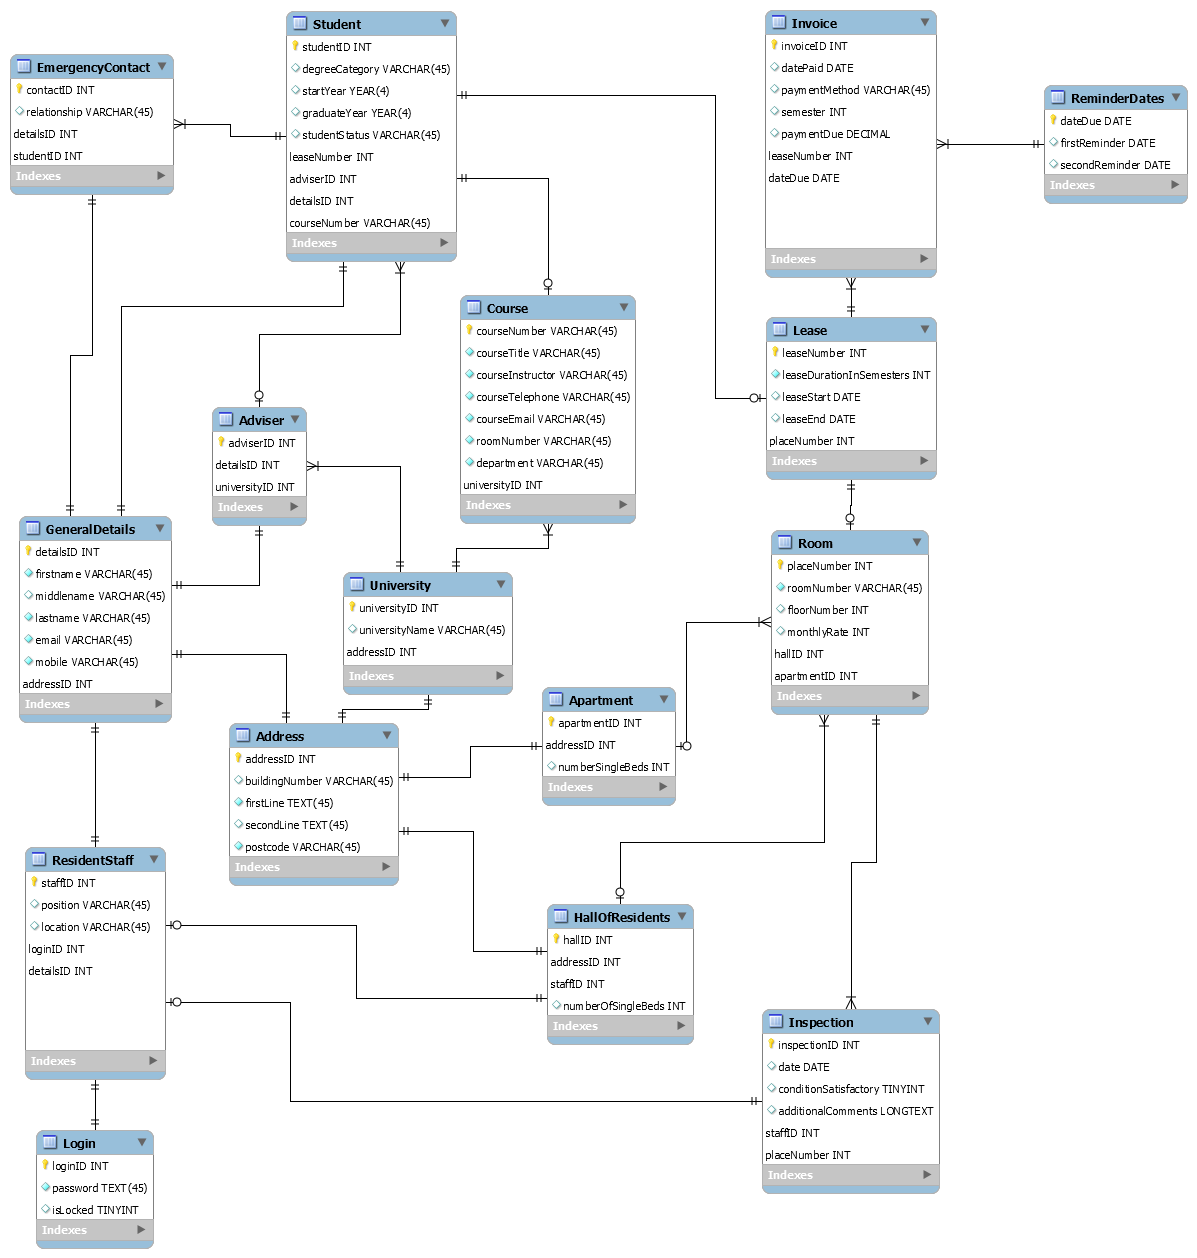 Student
studentID INT
degreeCategory VARCHAR(45)
startYear YEAR(4)
graduateYear YEAR(4)
studentStatus VARCHAR(45)
leaseNumber INT
adviserID INT
detailsID INT
courseNumber VARCHAR(45)
Indexes
Invoice
invoiceID INT
datePaid DATE
paymentMethod VARCHAR(45)
semester INT
paymentDue DECIMAL
leaseNumber INT
dateDue DATE
Indexes
EmergencyContact
contactID INT
relationship VARCHAR(45)
detailsID INT
studentID INT
Indexes
ReminderDates
dateDue DATE
firstReminder DATE
secondReminder DATE
Indexes
Course
courseNumber VARCHAR(45)
courseTitle VARCHAR(45)
courseInstructor VARCHAR(45)
courseTelephone VARCHAR(45)
courseEmail VARCHAR(45)
roomNumber VARCHAR(45)
department VARCHAR(45)
universityID INT
Indexes
Lease
leaseNumber INT
leaseDurationInSemesters INT
leaseStart DATE
leaseEnd DATE
placeNumber INT
Indexes
Adviser
adviserID INT
detailsID INT
universityID INT
Indexes
GeneralDetails
detailsID INT
firstname VARCHAR(45)
middlename VARCHAR(45)
lastname VARCHAR(45)
email VARCHAR(45)
mobile VARCHAR(45)
addressID INT
Indexes
University
universityID INT
universityName VARCHAR(45)
addressID INT
Indexes
Room
placeNumber INT
roomNumber VARCHAR(45)
floorNumber INT
monthlyRate INT
hallID INT
apartmentID INT
Indexes
Apartment
apartmentID INT
addressID INT
numberSingleBeds INT
Indexes
Address
addressID INT
buildingNumber VARCHAR(45)
firstLine TEXT(45)
secondLine TEXT(45)
postcode VARCHAR(45)
Indexes
ResidentStaff
staffID INT
position VARCHAR(45)
location VARCHAR(45)
loginID INT
detailsID INT
Indexes
HallOfResidents
hallID INT
addressID INT
staffID INT
numberOfSingleBeds INT
Indexes
Inspection
inspectionID INT
date DATE
conditionSatisfactory TINYINT
additionalComments LONGTEXT
staffID INT
placeNumber INT
Indexes
Login
loginID INT
password TEXT(45)
isLocked TINYINT
Indexes